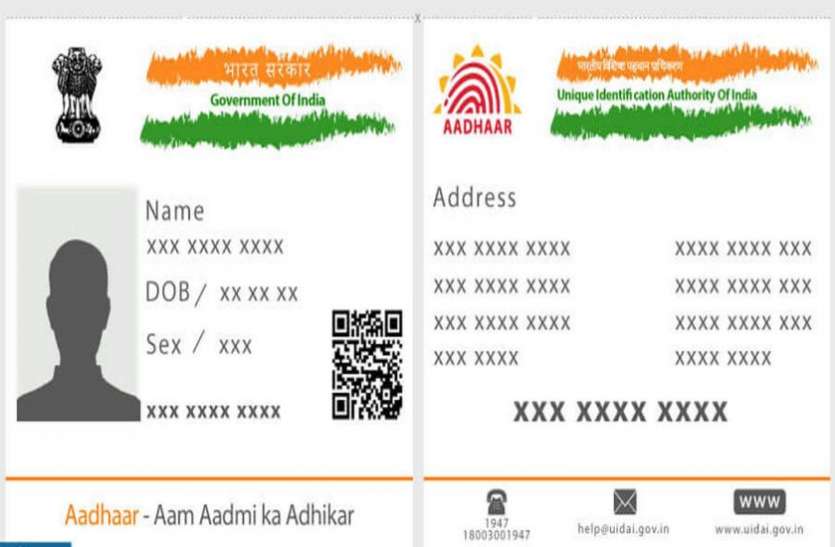 भारत सरकार
Government Of India
Name
xxx xxxx xxxx
DOB / xx xx xx
Sex / xxx
xxx xxxx xxxx
Aadhaar - Aam Aadmi ka Adhikar
भारतीय विशिष्ट पहचान प्राधिकरण
Unique Identification Authority Of India
AADHAAR
Address
xxx xxxx xxxx xxxx xxxx xxx
xxx xxxx xxxx xxxx xxxx xxx
xxx xxxx xxxx xxxx xxxx xxx
xxx xxxx xxxx xxxx
xxx xxxx xxxx
1947
18003001947
help@uidai.gov.in
www
www.uidai.gov.in